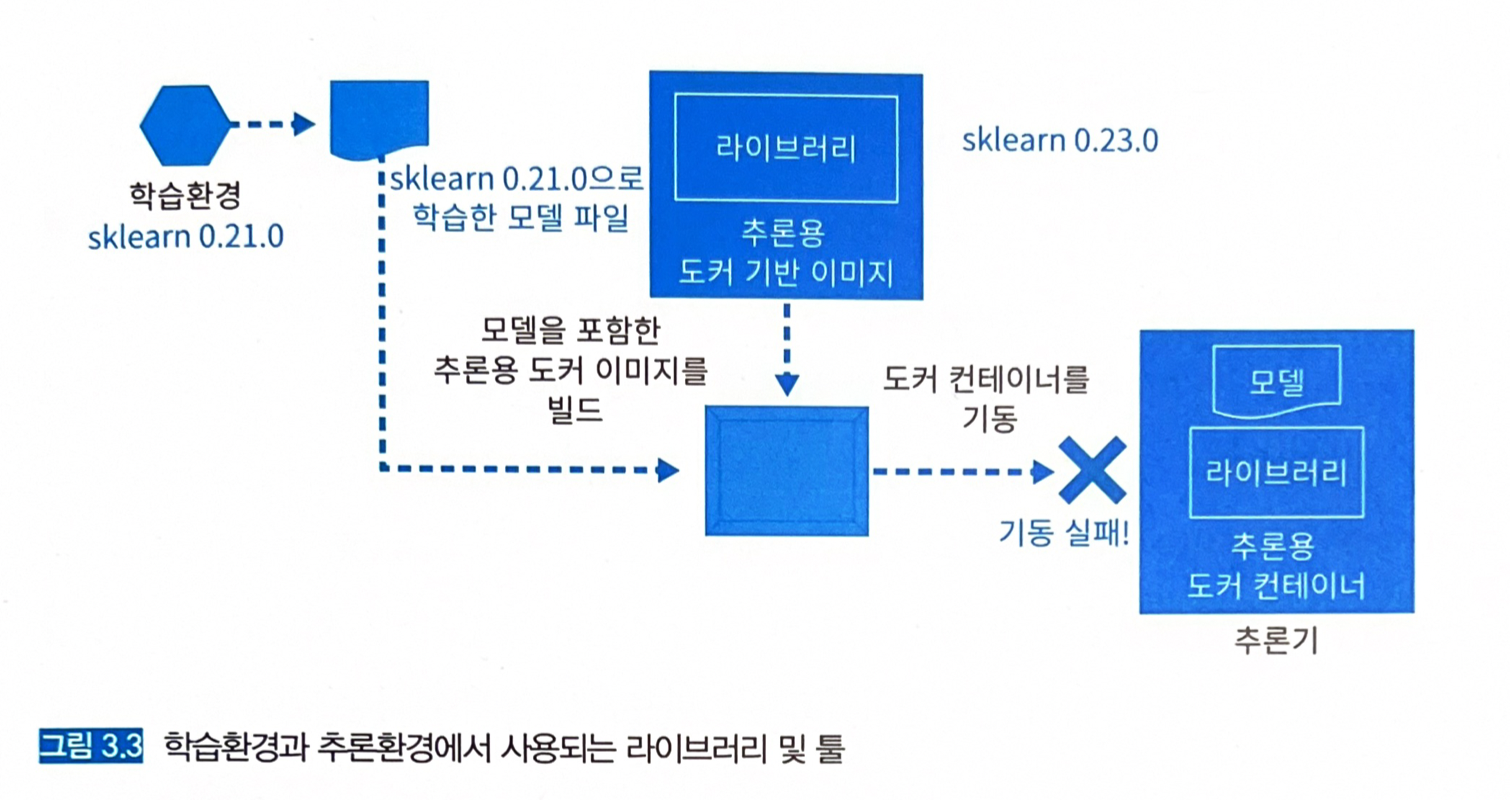 학습환경
sklearn 0.21.0
sklearn 0.21.0으로
학습한 모델 파일
라이브러리
추론용
도커 기반 이미지
sklearn 0.23.0
모델을 포함한
추론용 도커 이미지를
빌드
도커 컨테이너를
기동
기동 실패!
모델
라이브러리
추론용
도커 컨테이너
추론기
그림 3.3 학습환경과 추론환경에서 사용되는 라이브러리 및 툴